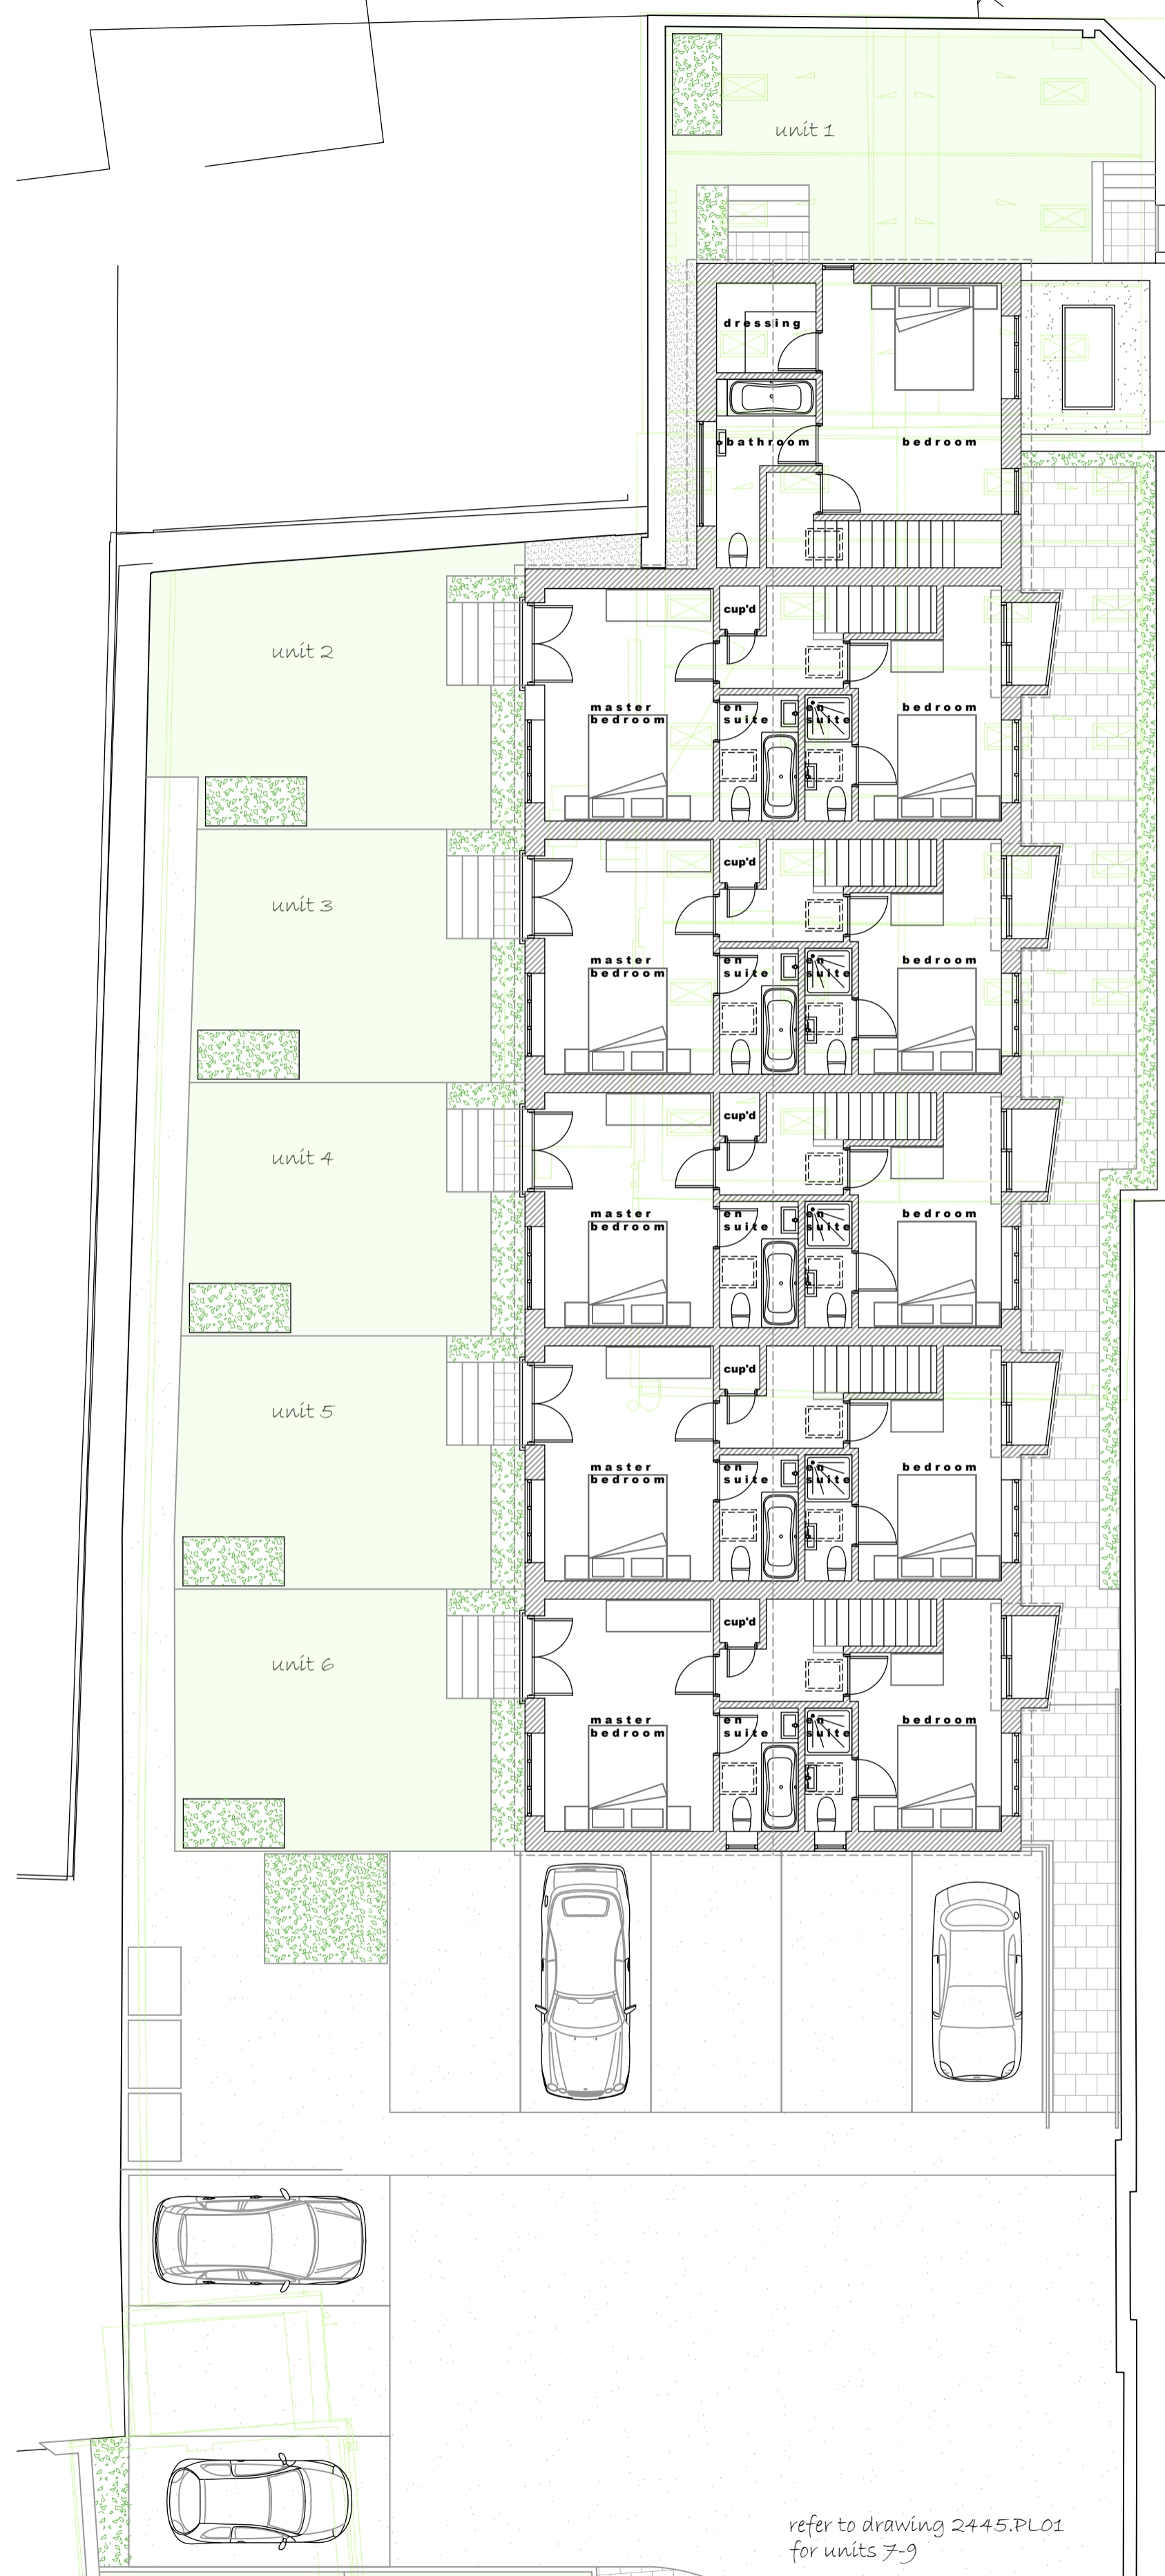 unit 1
dressing
bathroom
bedroom
unit 2
cup'd
master
bedroom
en
suite
en
suite
bedroom
unit 3
cup'd
master
bedroom
en
suite
en
suite
bedroom
unit 4
cup'd
master
bedroom
en
suite
en
suite
bedroom
unit 5
cup'd
master
bedroom
en
suite
en
suite
bedroom
unit 6
cup'd
master
bedroom
en
suite
en
suite
bedroom
refer to drawing 2445.PL01
for units 7-9